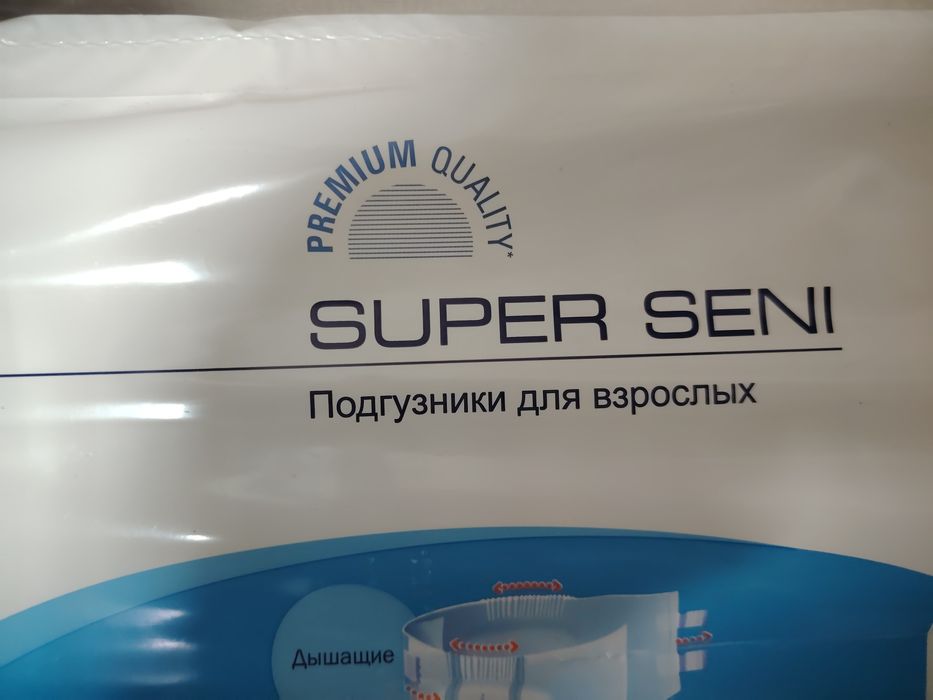 PREMIUM QUALITY*
SUPER SENI
Подгузники для взрослых
Дышащие